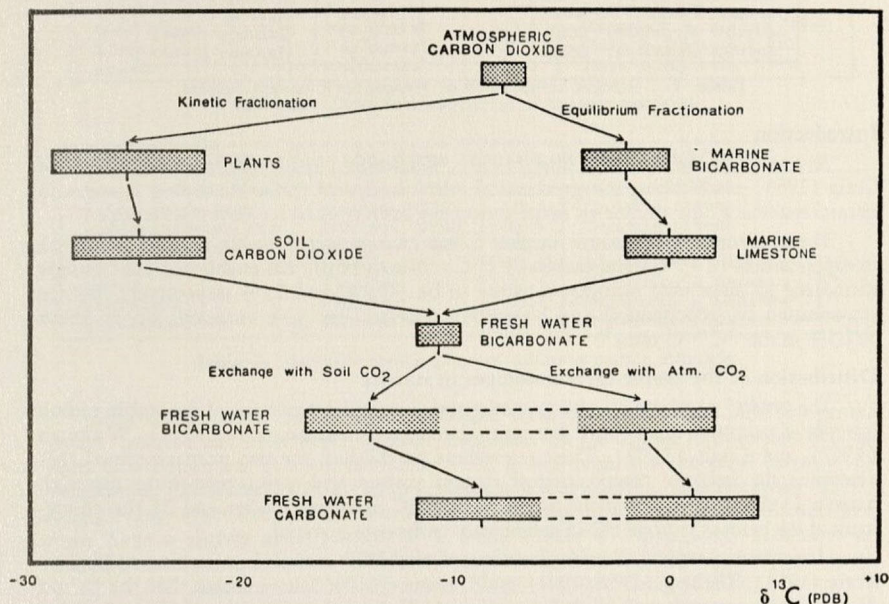 ATMOSPHERIC
CARBON DIOXIDE
Kinetic Fractionation
Equilibrium Fractionation
PLANTS
MARINE
BICARBONATE
SOIL
CARBON DIOXIDE
MARINE
LIMESTONE
FRESH WATER
BICARBONATE
Exchange with Soil CO2
Exchange with Atm. CO2
FRESH WATER
BICARBONATE
FRESH WATER
CARBONATE
-30
-20
-10
0
+10
δ 13C (PDB)